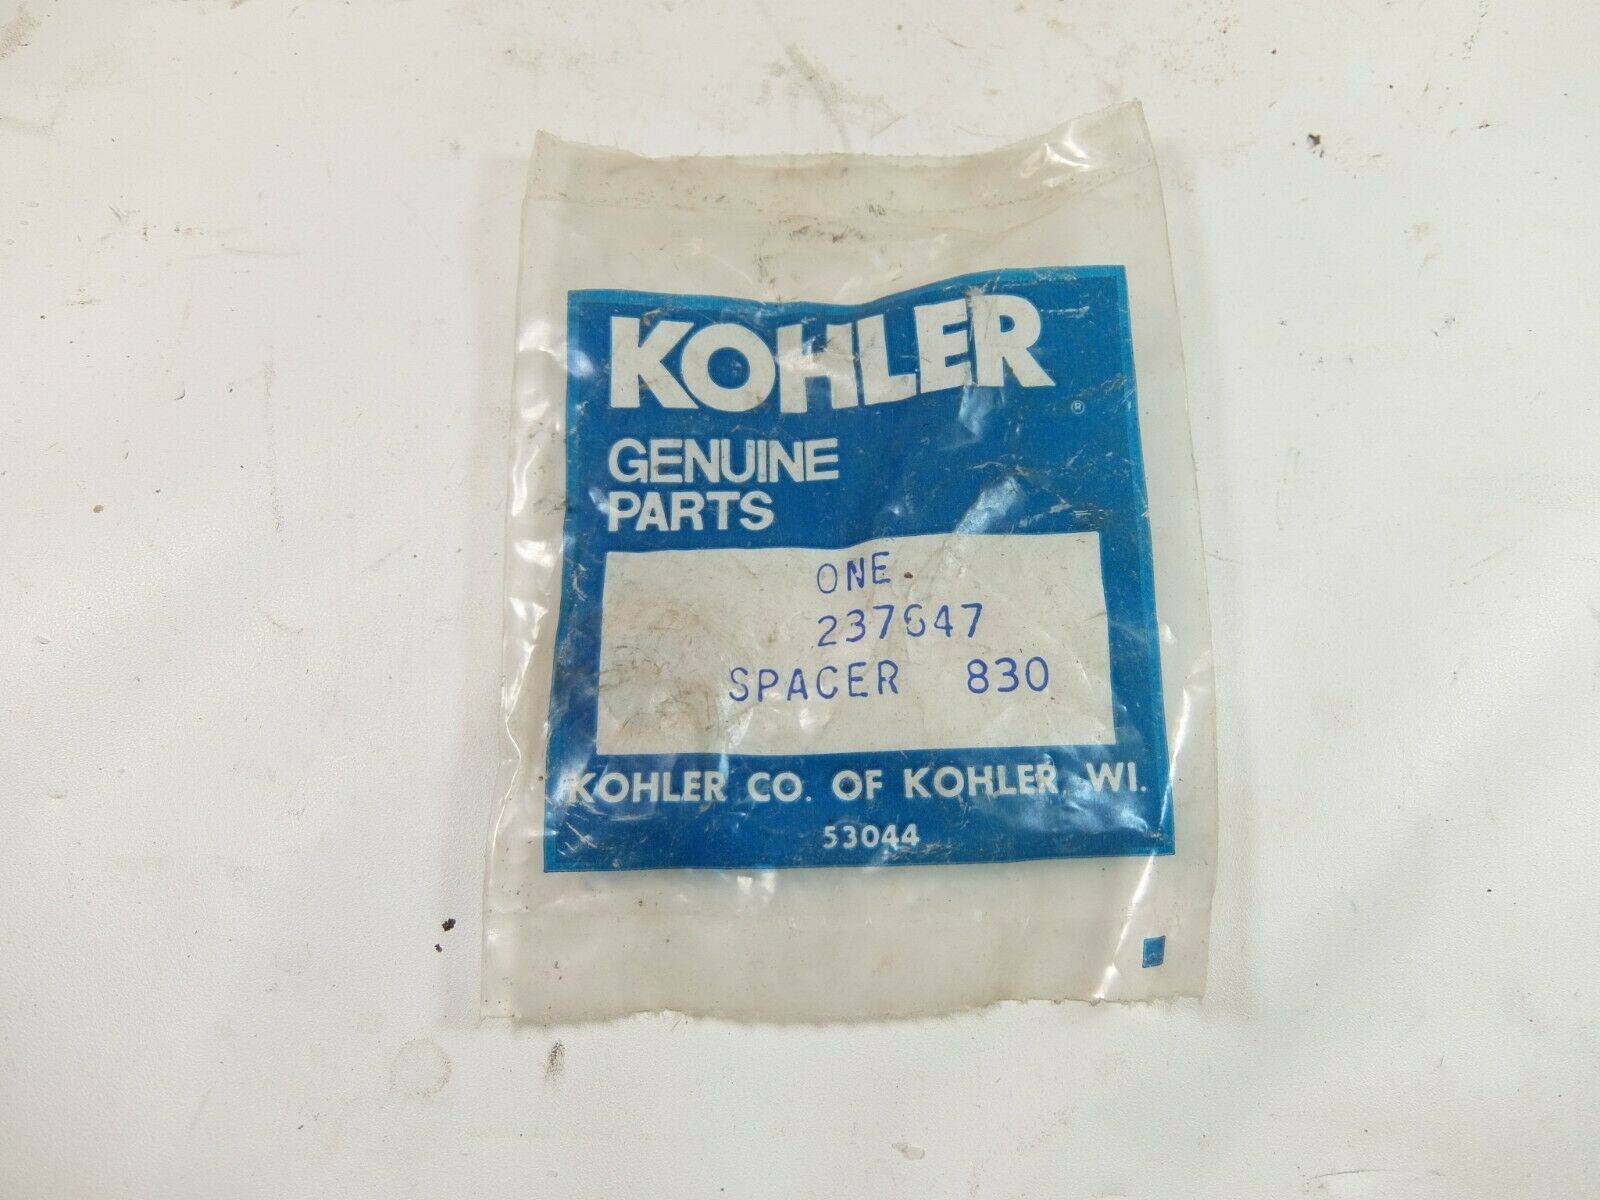 KOHLER
®
GENUINE
PARTS
ONE
237647
SPACER 830
KOHLER CO. OF KOHLER, WI.
53044